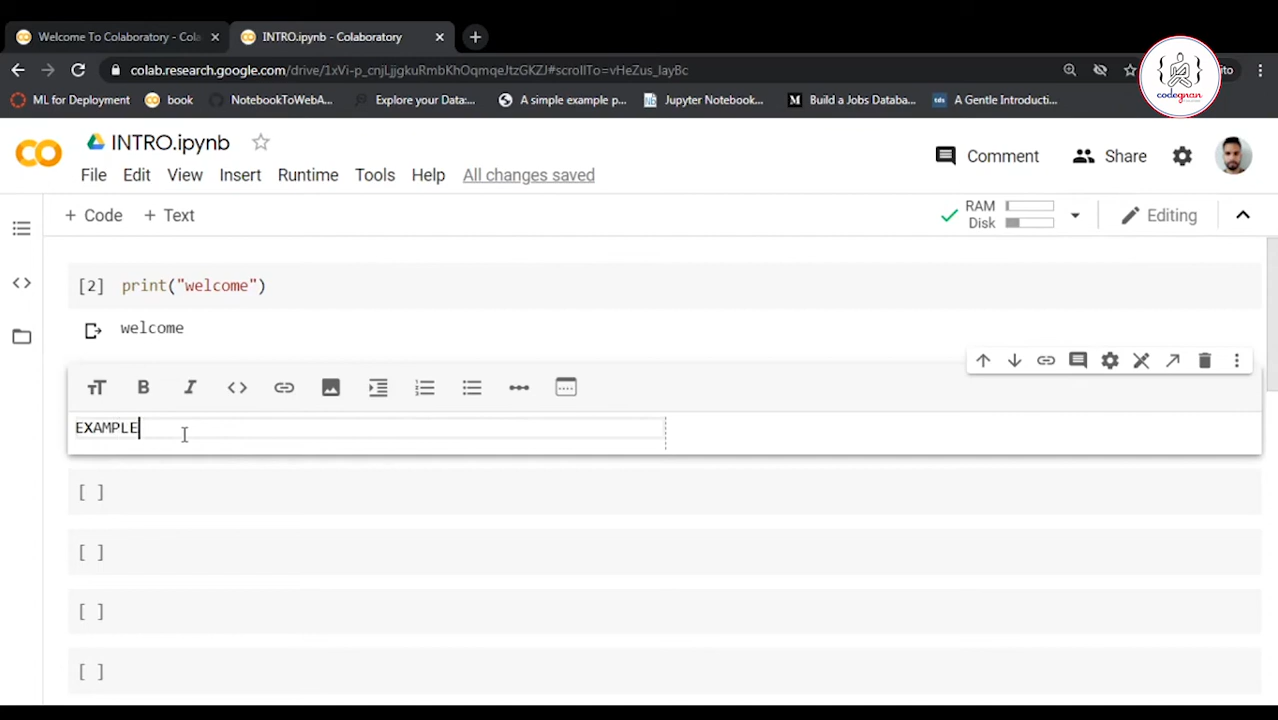 Welcome To Colaboratory - Cola
INTRO.ipynb - Colaboratory
colab.research.google.com/drive/1xVi-p_cnjLjjgkuRmbKhOqmqeJtzGKZJ#scrollTo=vHeZus_layBc
ML for Deployment
book
NotebookToWebA...
Explore your Data:...
A simple example p...
Jupyter Notebook...
Build a Jobs Databa...
tds
A Gentle Introducti...
codegnan
INTRO.ipynb
Comment
Share
File Edit View Insert Runtime Tools Help All changes saved
+ Code + Text
RAM
Disk
Editing
[2] print("welcome")
welcome
EXAMPLE
[ ]
[ ]
[ ]
[ ]